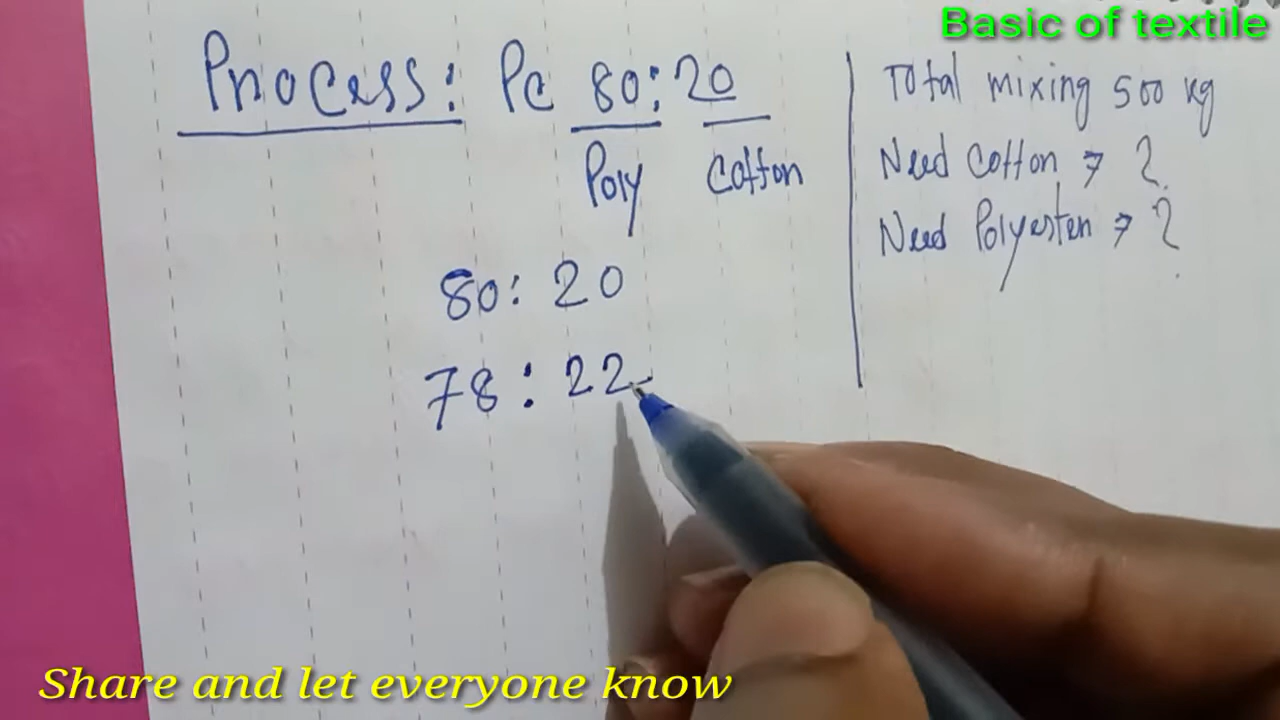 Basic of textile
Process: Pc 80:20
Poly Cotton
80:20
78:22
Total mixing 500 kg
Need Cotton → ?
Need Polyester → ?
Share and let everyone know